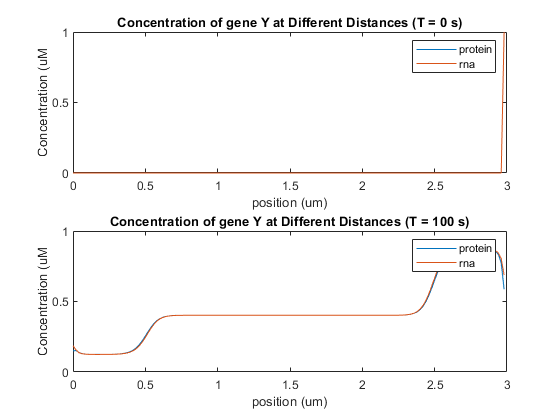 Concentration of gene Y at Different Distances (T = 0 s)
1
0.5
0
Concentration (uM
protein
rna
0
0.5
1
1.5
2
2.5
3
position (um)
Concentration of gene Y at Different Distances (T = 100 s)
1
0.5
0
Concentration (uM
protein
rna
0
0.5
1
1.5
2
2.5
3
position (um)